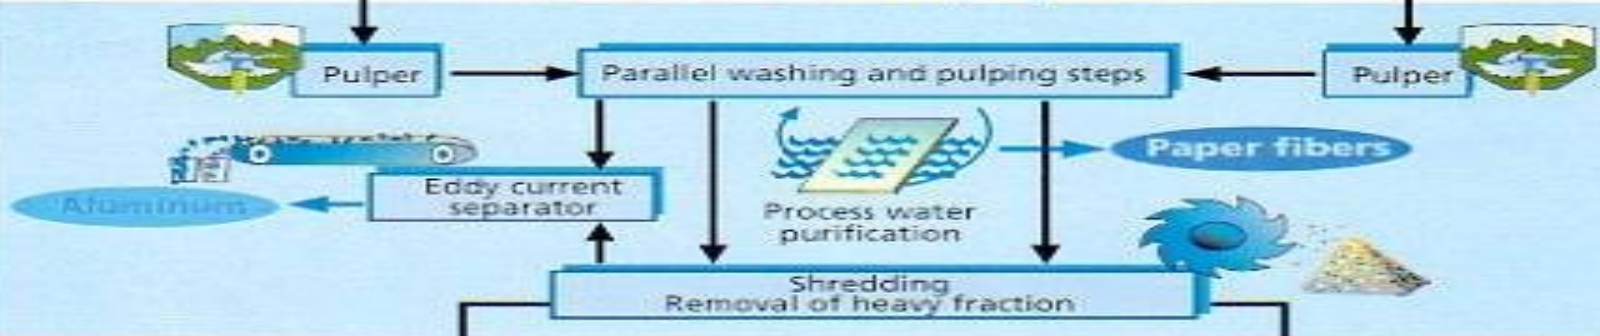 Pulper
Parallel washing and pulping steps
Pulper
Paper fibers
Eddy current
separator
Aluminum
Process water
purification
Shredding
Removal of heavy fraction